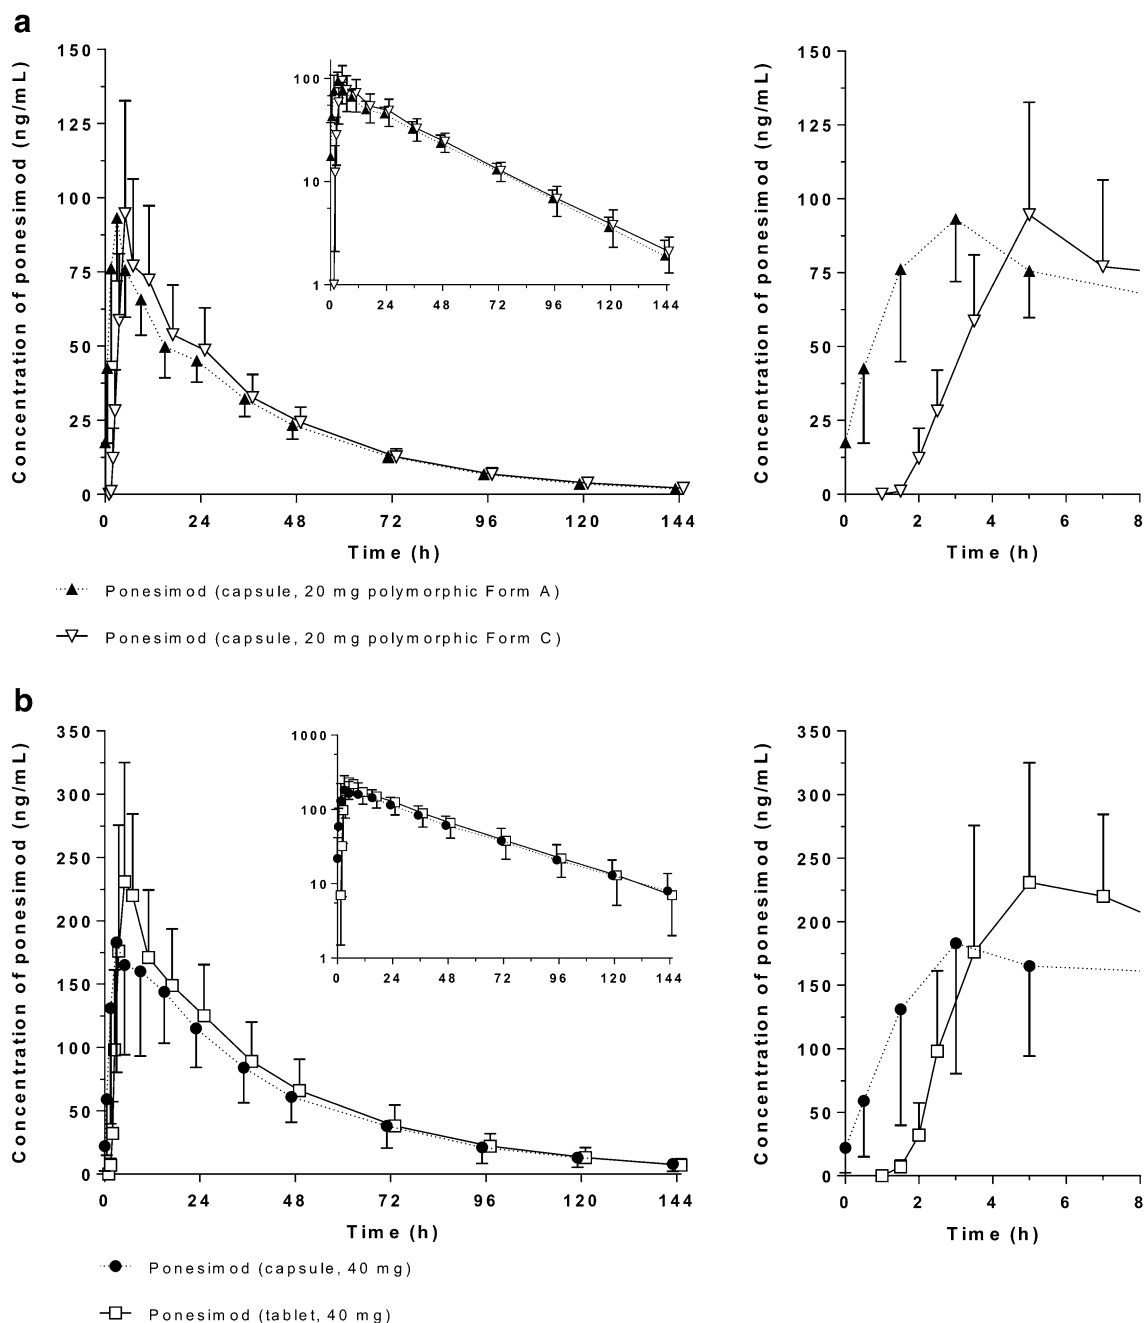 a
Concentration of ponesimod (ng/mL)
150
125
100
75
50
25
0
0 24 48 72 96 120 144
Time (h)
100
10
1
0 24 48 72 96 120 144
Concentration of ponesimod (ng/mL)
150
125
100
75
50
25
0
0 2 4 6 8
Time (h)
Ponesimod (capsule, 20 mg polymorphic Form A)
Ponesimod (capsule, 20 mg polymorphic Form C)
b
Concentration of ponesimod (ng/mL)
350
300
250
200
150
100
50
0
0 24 48 72 96 120 144
Time (h)
1000
100
10
1
0 24 48 72 96 120 144
Concentration of ponesimod (ng/mL)
350
300
250
200
150
100
50
0
0 2 4 6 8
Time (h)
Ponesimod (capsule, 40 mg)
Ponesimod (tablet, 40 mg)